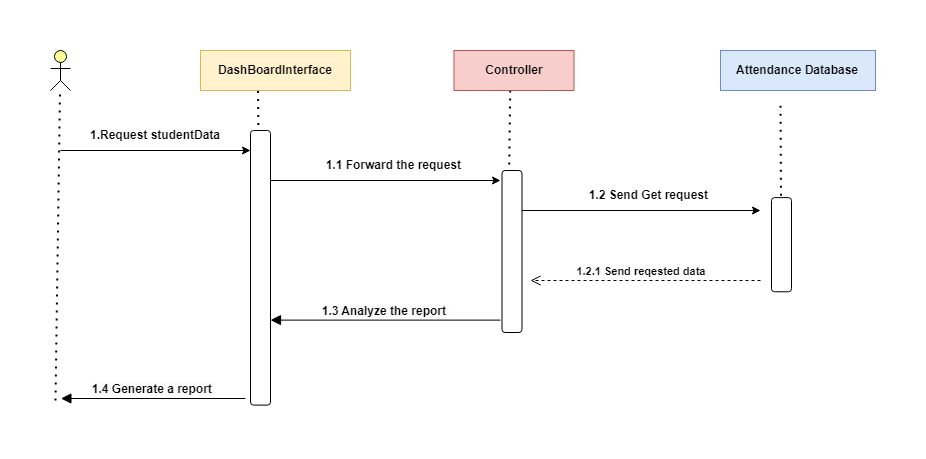 DashBoardInterface
Controller
Attendance Database
1.Request studentData
1.1 Forward the request
1.2 Send Get request
1.2.1 Send reqested data
1.3 Analyze the report
1.4 Generate a report